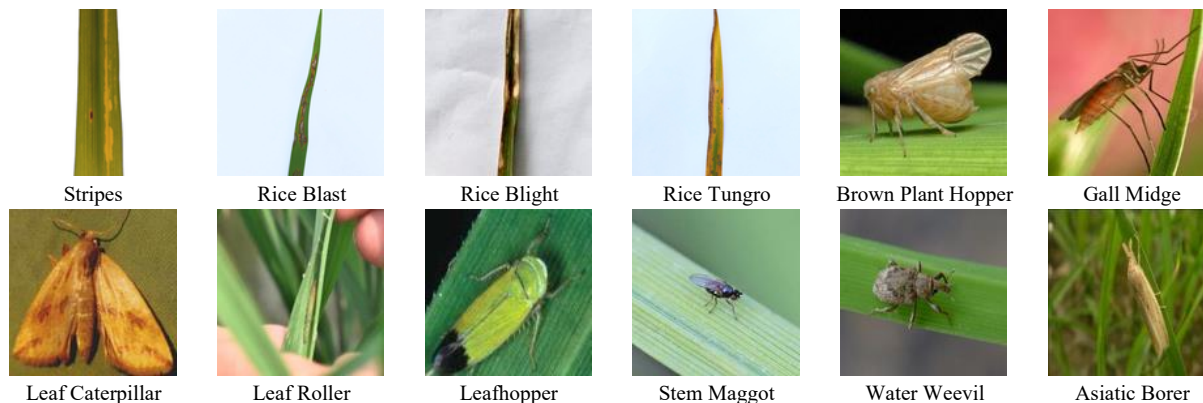 Stripes
Rice Blast
Rice Blight
Rice Tungro
Brown Plant Hopper
Gall Midge
Leaf Caterpillar
Leaf Roller
Leafhopper
Stem Maggot
Water Weevil
Asiatic Borer